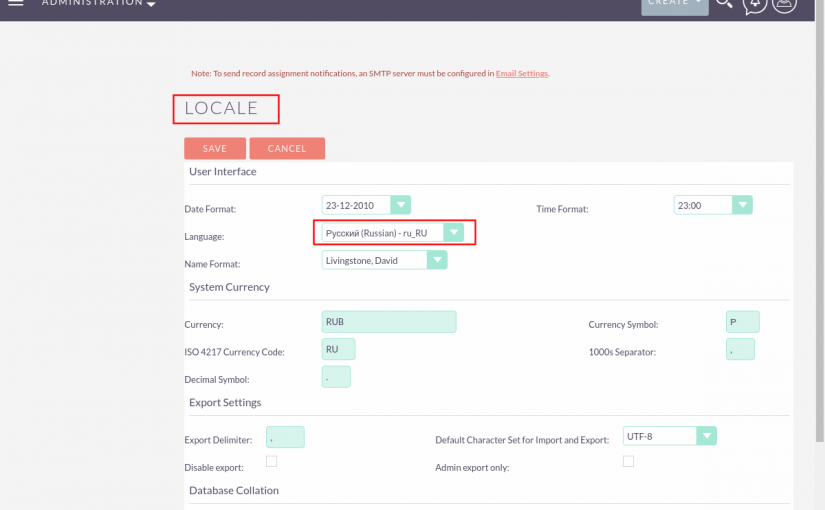 ADMINISTRATION
CREATE
Note: To send record assignment notifications, an SMTP server must be configured in Email Settings.
LOCALE
SAVE CANCEL
User Interface
Date Format: 23-12-2010 Time Format: 23:00
Language: Русский (Russian) - ru_RU
Name Format: Livingstone, David
System Currency
Currency: RUB Currency Symbol: Р
ISO 4217 Currency Code: RU 1000s Separator: ,
Decimal Symbol: .
Export Settings
Export Delimiter: , Default Character Set for Import and Export: UTF-8
Disable export: Admin export only:
Database Collation